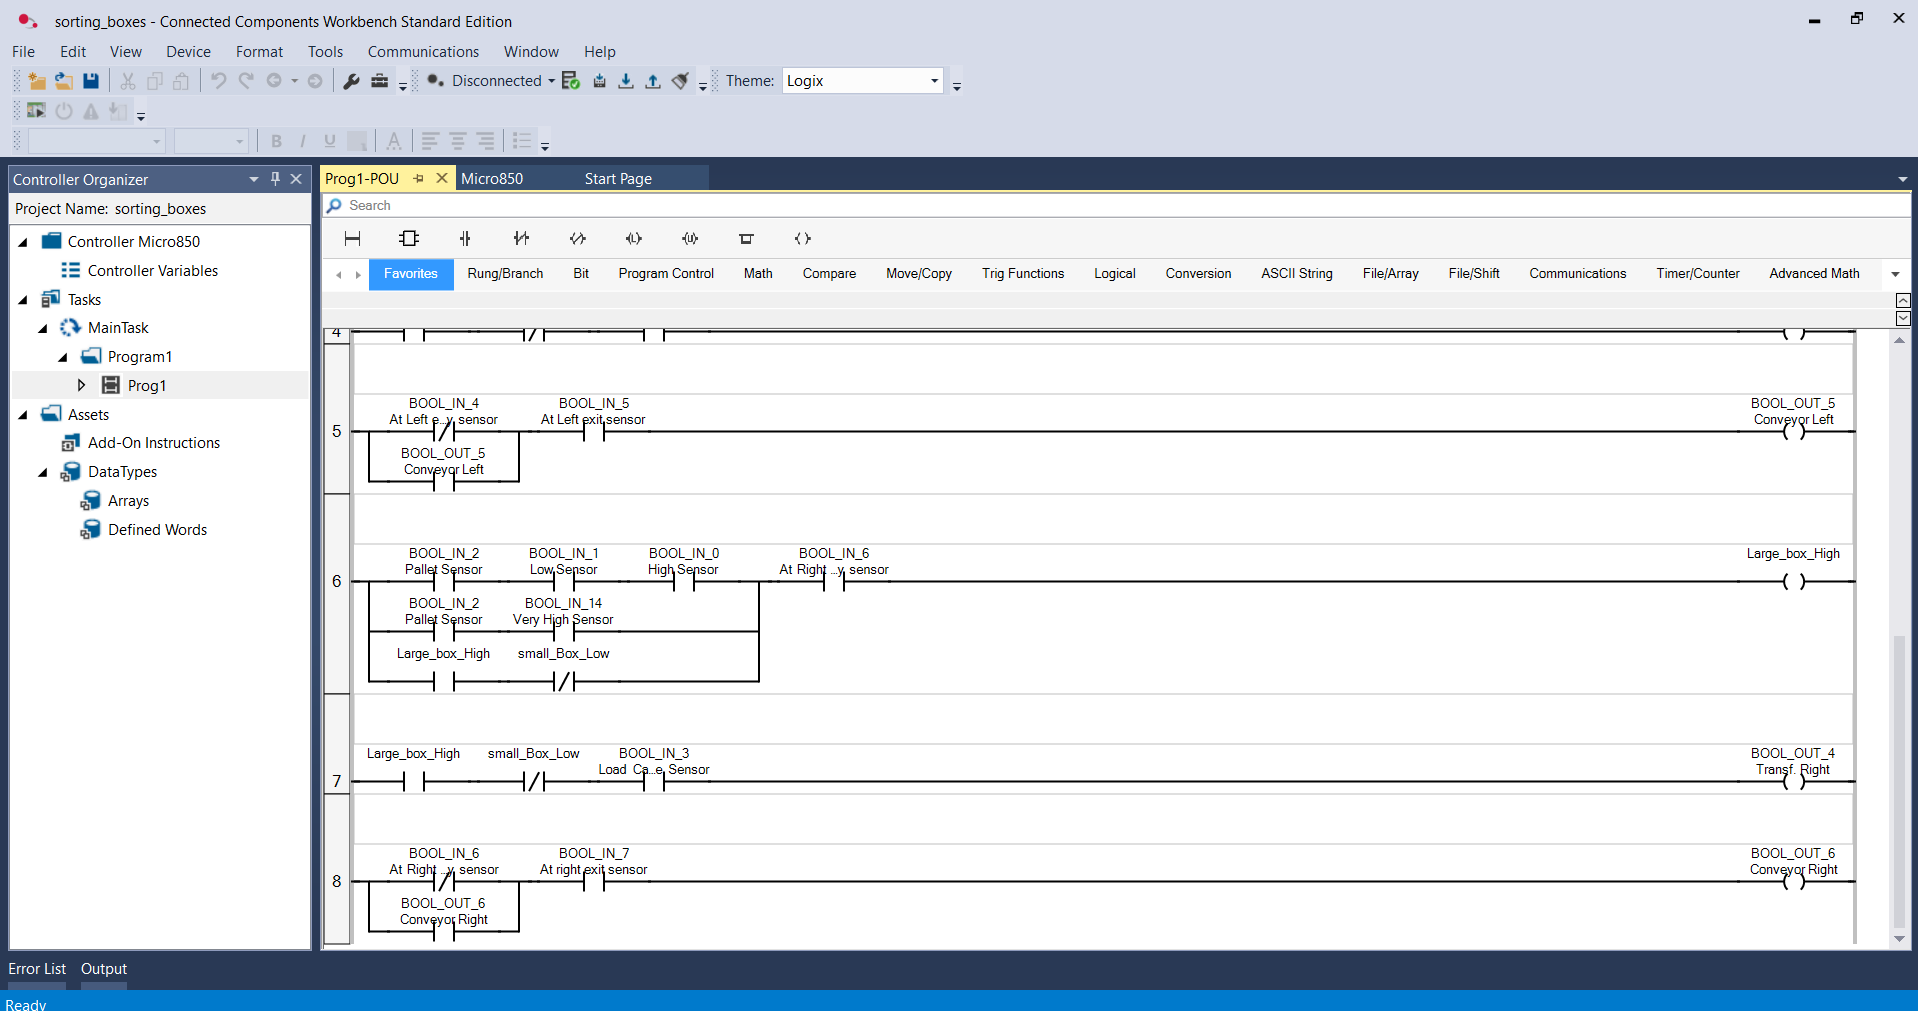 sorting_boxes - Connected Components Workbench Standard Edition
File Edit View Device Format Tools Communications Window Help
Disconnected Theme: Logix
B I U A
Controller Organizer
Project Name: sorting_boxes
Controller Micro850
Controller Variables
Tasks
MainTask
Program1
Prog1
Assets
Add-On Instructions
DataTypes
Arrays
Defined Words
Prog1-POU Micro850 Start Page
Search
Favorites Rung/Branch Bit Program Control Math Compare Move/Copy Trig Functions Logical Conversion ASCII String File/Array File/Shift Communications Timer/Counter Advanced Math
4
BOOL_IN_4 BOOL_IN_5 BOOL_OUT_5
At Left e...y sensor At Left exit sensor Conveyor Left
5
BOOL_OUT_5
Conveyor Left
BOOL_IN_2 BOOL_IN_1 BOOL_IN_0 BOOL_IN_6 Large_box_High
Pallet Sensor Low Sensor High Sensor At Right ...y sensor
6
BOOL_IN_2 BOOL_IN_14
Pallet Sensor Very High Sensor
Large_box_High small_Box_Low
Large_box_High small_Box_Low BOOL_IN_3 BOOL_OUT_4
Load Ca...e Sensor Transf. Right
7
BOOL_IN_6 BOOL_IN_7 BOOL_OUT_6
At Right ...y sensor At right exit sensor Conveyor Right
8
BOOL_OUT_6
Conveyor Right
Error List Output
Ready